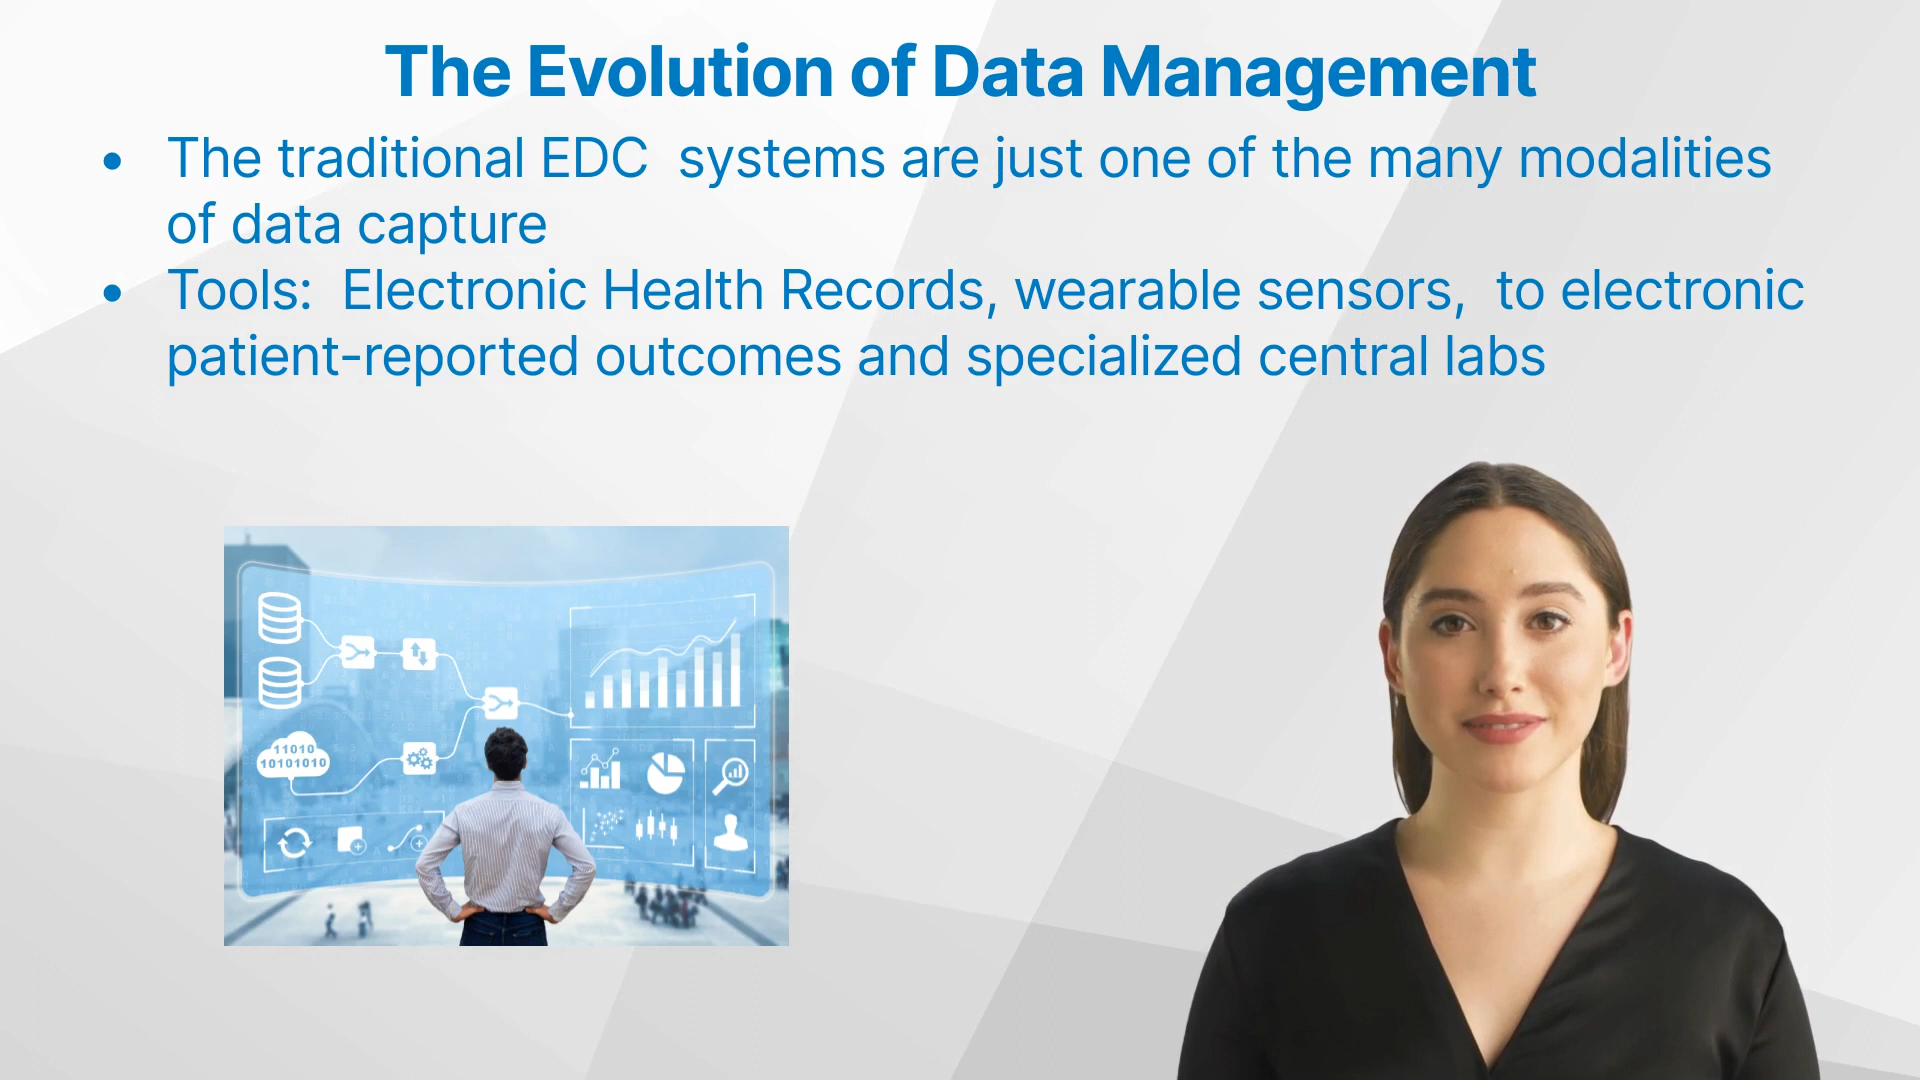 The Evolution of Data Management
• The traditional EDC  systems are just one of the many modalities
of data capture
• Tools:  Electronic Health Records, wearable sensors,  to electronic
patient-reported outcomes and specialized central labs
11010
10101010